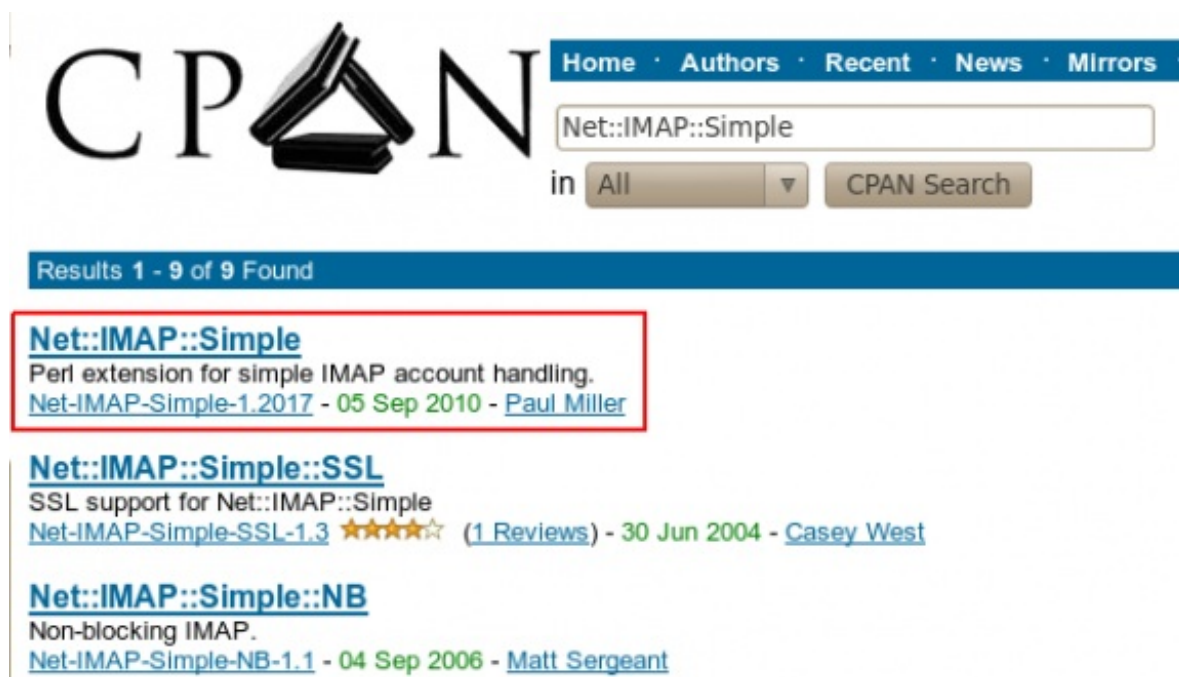 CPAN
Home · Authors · Recent · News · Mirrors ·
Net::IMAP::Simple
in All CPAN Search
Results 1 - 9 of 9 Found
Net::IMAP::Simple
Perl extension for simple IMAP account handling.
Net-IMAP-Simple-1.2017 - 05 Sep 2010 - Paul Miller
Net::IMAP::Simple::SSL
SSL support for Net::IMAP::Simple
Net-IMAP-Simple-SSL-1.3 (1 Reviews) - 30 Jun 2004 - Casey West
Net::IMAP::Simple::NB
Non-blocking IMAP.
Net-IMAP-Simple-NB-1.1 - 04 Sep 2006 - Matt Sergeant